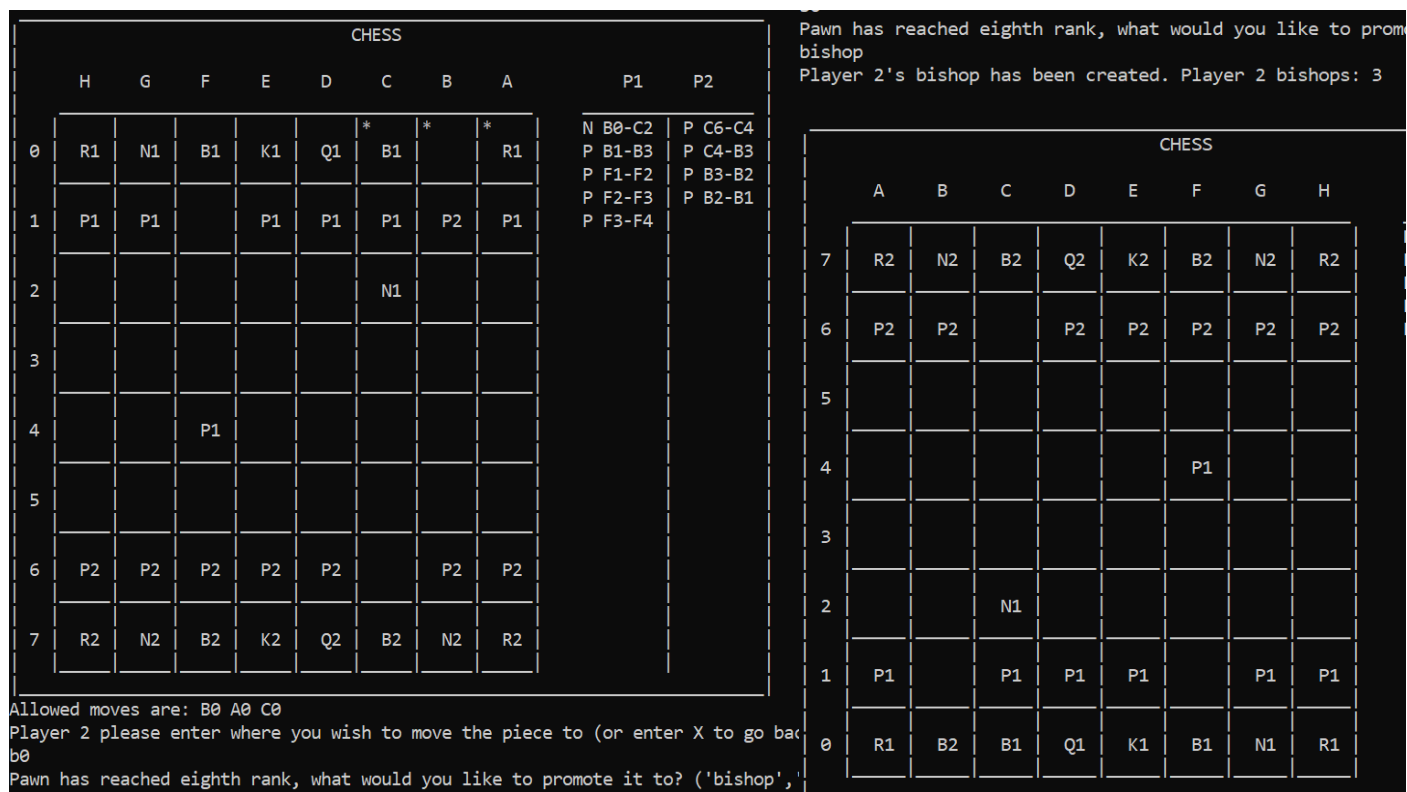 CHESS
H G F E D C B A P1 P2
* * *
0 R1 N1 B1 K1 Q1 B1 R1
1 P1 P1 P1 P1 P1 P2 P1
2 N1
3
4 P1
5
6 P2 P2 P2 P2 P2 P2 P2
7 R2 N2 B2 K2 Q2 B2 N2 R2
N B0-C2 P C6-C4
P B1-B3 P C4-B3
P F1-F2 P B3-B2
P F2-F3 P B2-B1
P F3-F4
Allowed moves are: B0 A0 C0
Player 2 please enter where you wish to move the piece to (or enter X to go bac
b0
Pawn has reached eighth rank, what would you like to promote it to? ('bishop',
Pawn has reached eighth rank, what would you like to prom
bishop
Player 2's bishop has been created. Player 2 bishops: 3
CHESS
A B C D E F G H
7 R2 N2 B2 Q2 K2 B2 N2 R2
6 P2 P2 P2 P2 P2 P2 P2
5
4 P1
3
2 N1
1 P1 P1 P1 P1 P1 P1
0 R1 B2 B1 Q1 K1 B1 N1 R1